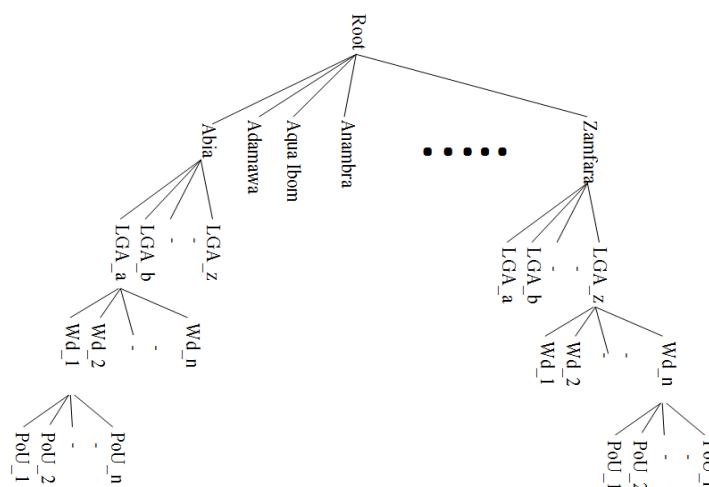 Root
Abia
Adamawa
Aqua Ibom
Anambra
.....
Zamfara
LGA_a
LGA_b
-
-
LGA_z
LGA_a
LGA_b
-
-
LGA_z
Wd_1
Wd_2
-
-
Wd_n
Wd_1
Wd_2
-
-
Wd_n
PoU_1
PoU_2
-
-
PoU_n
PoU_1
PoU_2
-
-